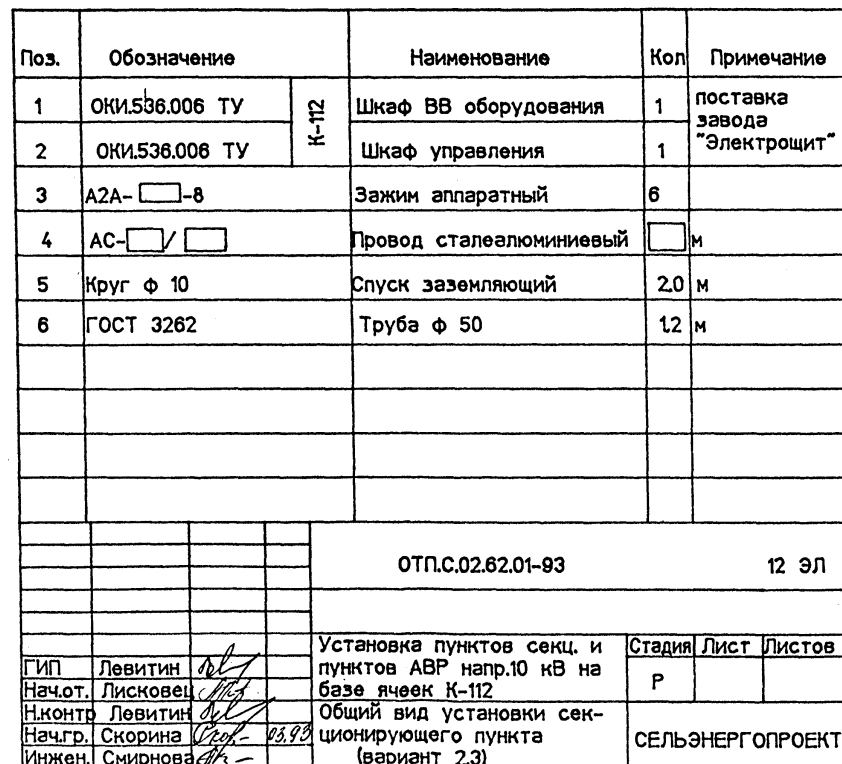 Поз. Обозначение Наименование Кол Примечание
1 ОКИ.536.006 ТУ К-112 Шкаф ВВ оборудования 1 поставка
завода
"Электрощит"
2 ОКИ.536.006 ТУ Шкаф управления 1
3 А2А- -8 Зажим аппаратный 6
4 АС- / Провод сталеалюминиевый м
5 Круг ф 10 Спуск заземляющий 2.0 м
6 ГОСТ 3262 Труба ф 50 1.2 м
ОТП.С.02.62.01-93 12 ЭЛ
Установка пунктов секц. и
пунктов АВР напр.10 кВ на
базе ячеек К-112
Стадия Лист Листов
Р
ГИП Левитин
Нач.от. Лисковец
Н.контр Левитин
Нач.гр. Скорина 03.93
Инжен. Смирнова
Общий вид установки сек-
ционирующего пункта
(вариант 2,3)
СЕЛЬЭНЕРГОПРОЕКТ